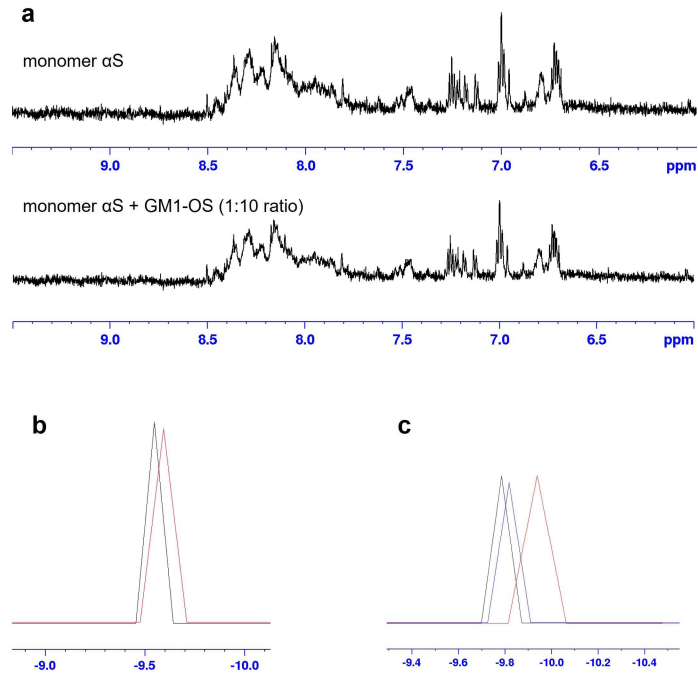 a
monomer αS
9.0 8.5 8.0 7.5 7.0 6.5 ppm
monomer αS + GM1-OS (1:10 ratio)
9.0 8.5 8.0 7.5 7.0 6.5 ppm
b c
-9.0 -9.5 -10.0
-9.4 -9.6 -9.8 -10.0 -10.2 -10.4